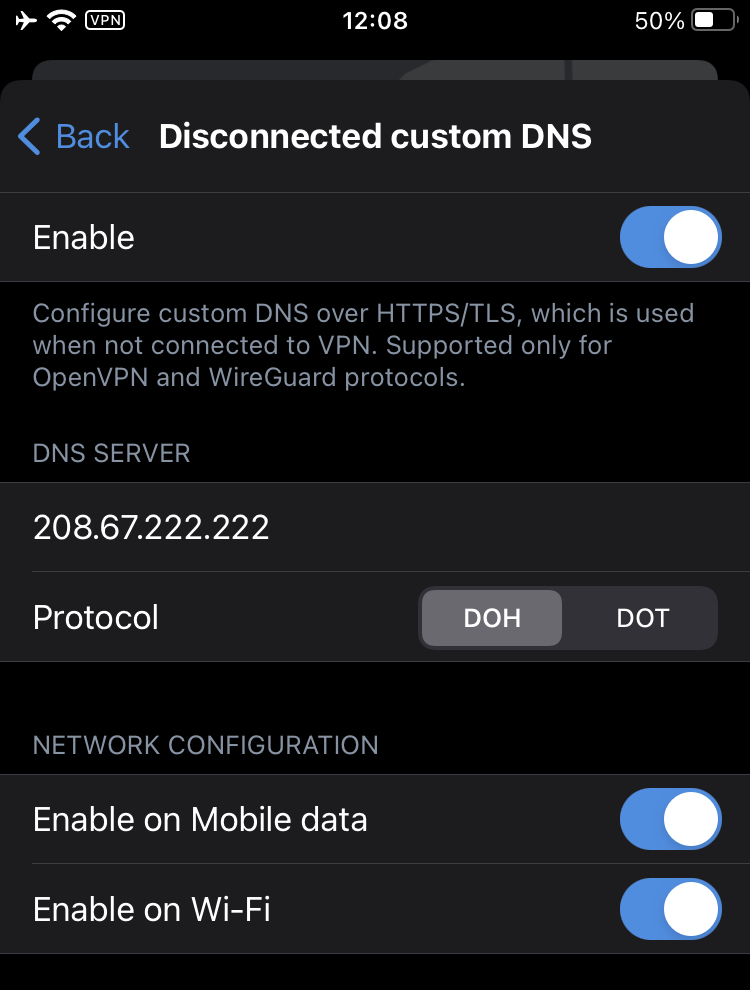 VPN 12:08 50%
Back Disconnected custom DNS
Enable
Configure custom DNS over HTTPS/TLS, which is used
when not connected to VPN. Supported only for
OpenVPN and WireGuard protocols.
DNS SERVER
208.67.222.222
Protocol DOH DOT
NETWORK CONFIGURATION
Enable on Mobile data
Enable on Wi-Fi